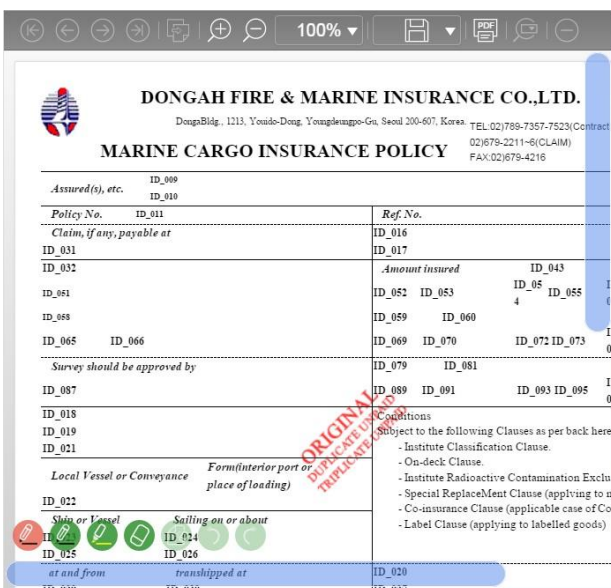 100%
PDF
DONGAH FIRE & MARINE INSURANCE CO.,LTD.
DongaBldg., 1213, Youido-Dong, Youngdeungpo-Gu, Seoul 200-607, Korea.
TEL:02)789-7357-7523(Contract
02)679-2211~6(CLAIM)
FAX:02)679-4216
MARINE CARGO INSURANCE POLICY
Assured(s), etc.
ID_009
ID_010
Policy No. ID_011
Ref. No.
Claim, if any, payable at
ID_016
ID_031
ID_017
ID_032
Amount insured ID_043
ID_051
ID_052 ID_053 ID_05
4 ID_055
ID_058
ID_059 ID_060
ID_065 ID_066
ID_069 ID_070 ID_072 ID_073
Survey should be approved by
ID_079 ID_081
ID_087
ID_089 ID_091 ID_093 ID_095
ORIGINAL
DUPLICATE UNPAID
TRIPLICATE UNPAID
ID_018
ID_019
ID_021
Local Vessel or Conveyance
Form(interior port or
place of loading)
ID_022
Ship or Vessel
Sailing on or about
ID_024
ID_025 ID_026
at and from transhipped at
Conditions
Subject to the following Clauses as per back here
- Institute Classification Clause.
- On-deck Clause.
- Institute Radioactive Contamination Exclu
- Special ReplaceMent Clause (applying to
- Co-insurance Clause (applicable case of Co
- Label Clause (applying to labelled goods)
ID_020